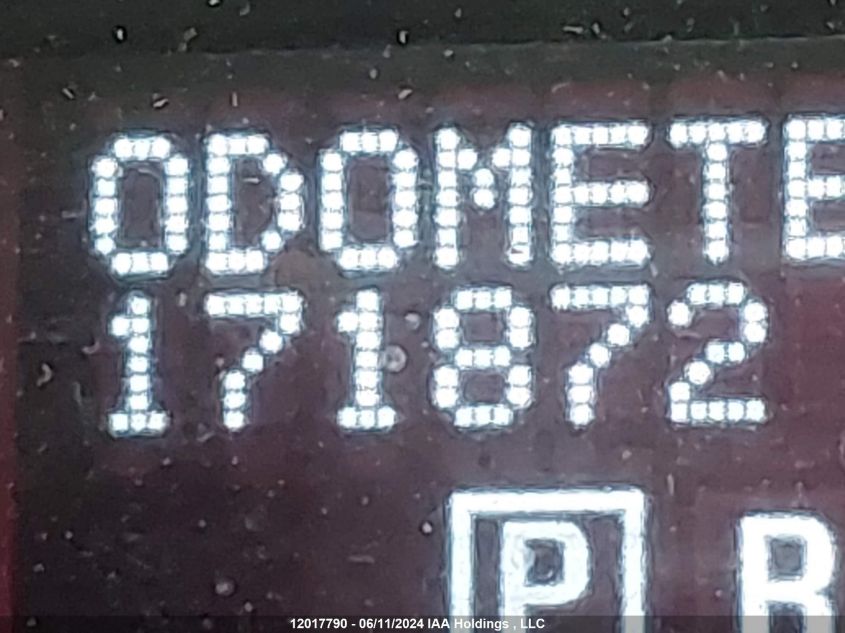 ODOMETE
171872
P R
12017790 - 06/11/2024 IAA Holdings , LLC